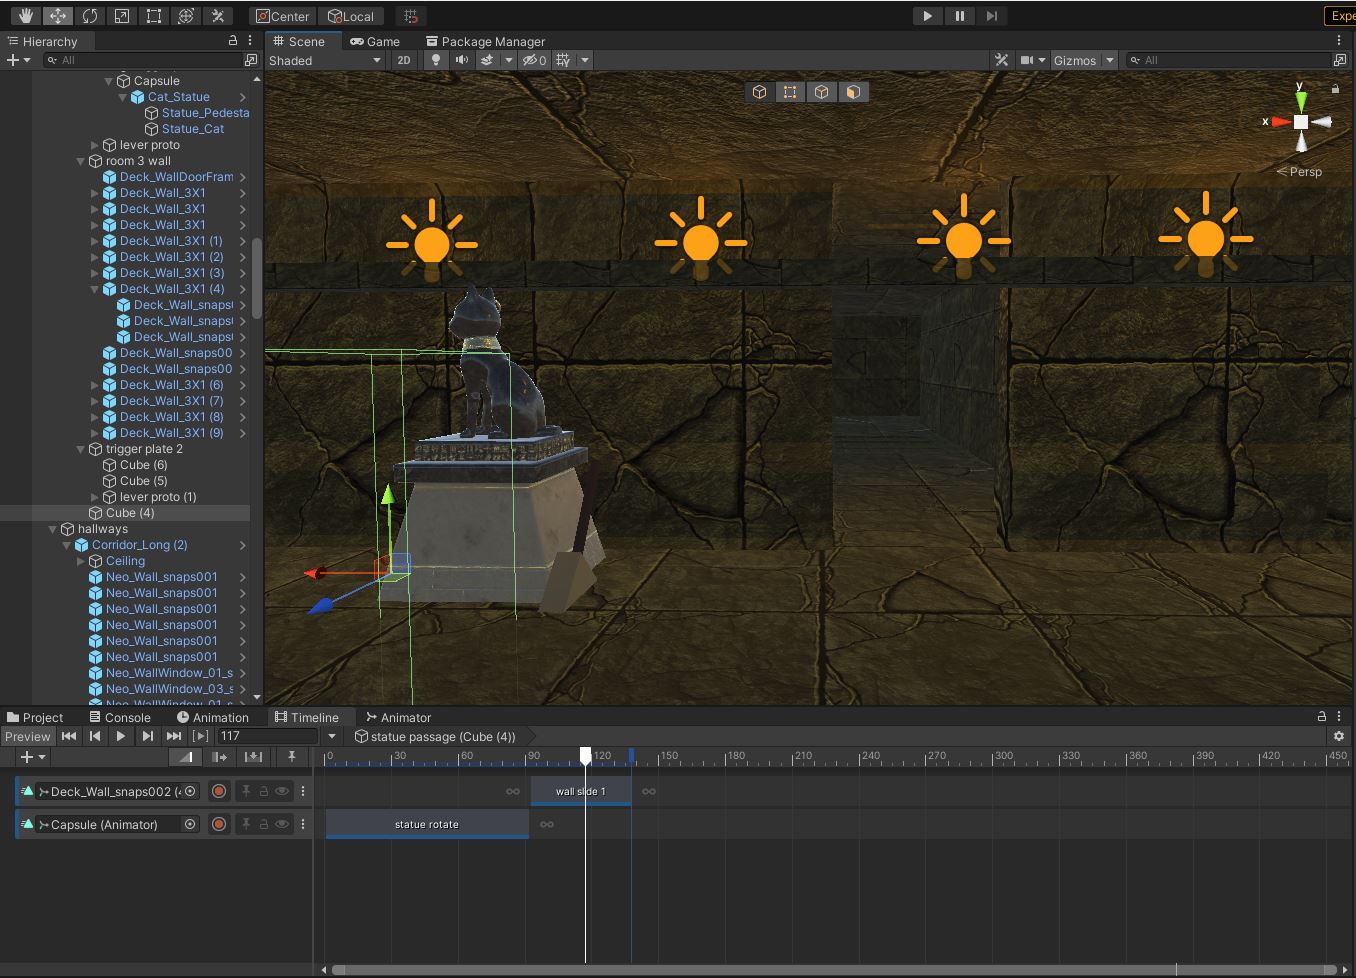 Center
Local
Expe
Hierarchy
All
Capsule
Cat_Statue
Statue_Pedesta
Statue_Cat
lever proto
room 3 wall
Deck_WallDoorFram
Deck_Wall_3X1
Deck_Wall_3X1
Deck_Wall_3X1
Deck_Wall_3X1 (1)
Deck_Wall_3X1 (2)
Deck_Wall_3X1 (3)
Deck_Wall_3X1 (4)
Deck_Wall_snaps(
Deck_Wall_snaps(
Deck_Wall_snaps(
Deck_Wall_snaps00
Deck_Wall_snaps00
Deck_Wall_3X1 (6)
Deck_Wall_3X1 (7)
Deck_Wall_3X1 (8)
Deck_Wall_3X1 (9)
trigger plate 2
Cube (6)
Cube (5)
lever proto (1)
Cube (4)
hallways
Corridor_Long (2)
Ceiling
Neo_Wall_snaps001
Neo_Wall_snaps001
Neo_Wall_snaps001
Neo_Wall_snaps001
Neo_Wall_snaps001
Neo_Wall_snaps001
Neo_WallWindow_01_s
Neo_WallWindow_03_s
Neo_WallWindow_01_s
Scene Game Package Manager
Shaded 2D 0 Gizmos All
y
x
Persp
Project Console Animation Timeline Animator
Preview 117 statue passage (Cube (4))
0 30 60 90 120 150 180 210 240 270 300 330 360 390 420 450
Deck_Wall_snaps002 (4 wall slide 1
Capsule (Animator) statue rotate